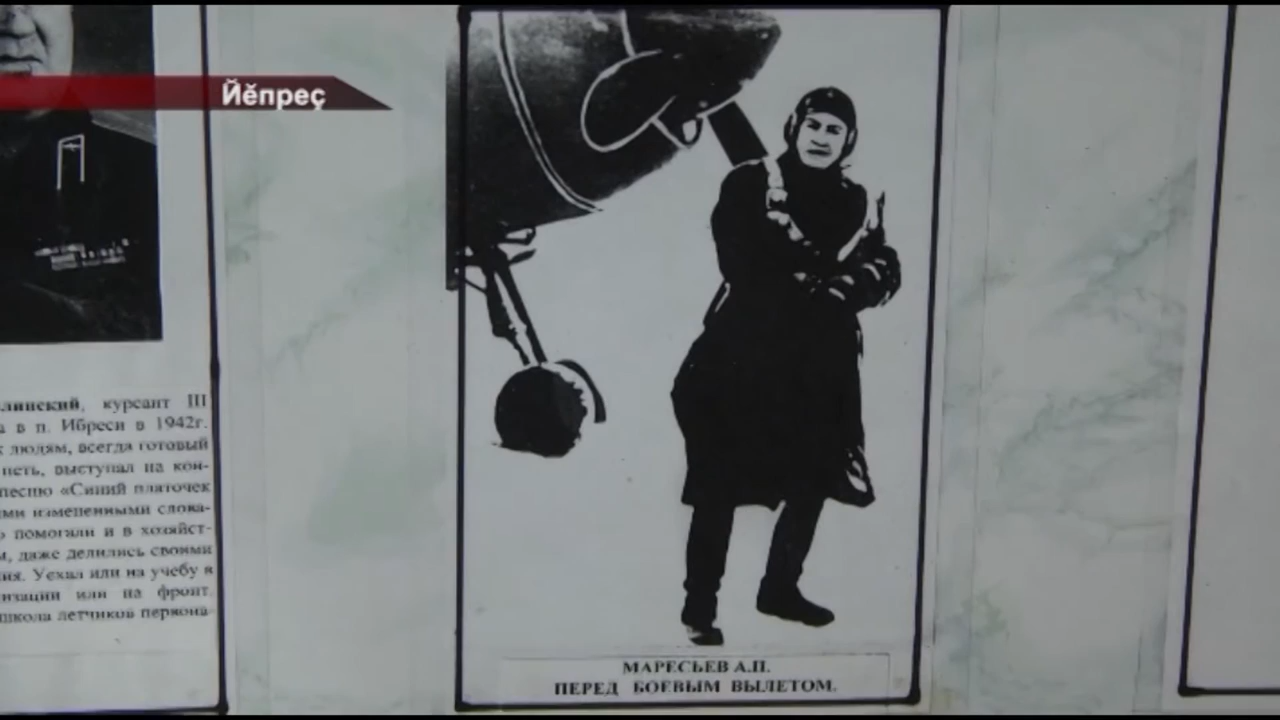 Йӗпреҫ
линский, курсант III
а в п. Ибреси в 1942г.
к людям, всегда готовый
петь, выступал на кон-
песню «Синий платочек
ми измененными слова-
о помогали и в хозяйст-
м, даже делились своими
ния. Уехал или на учебу в
низации или на фронт.
школа летчиков первона-
МАРЕСЬЕВ А.П.
ПЕРЕД БОЕВЫМ ВЫЛЕТОМ.